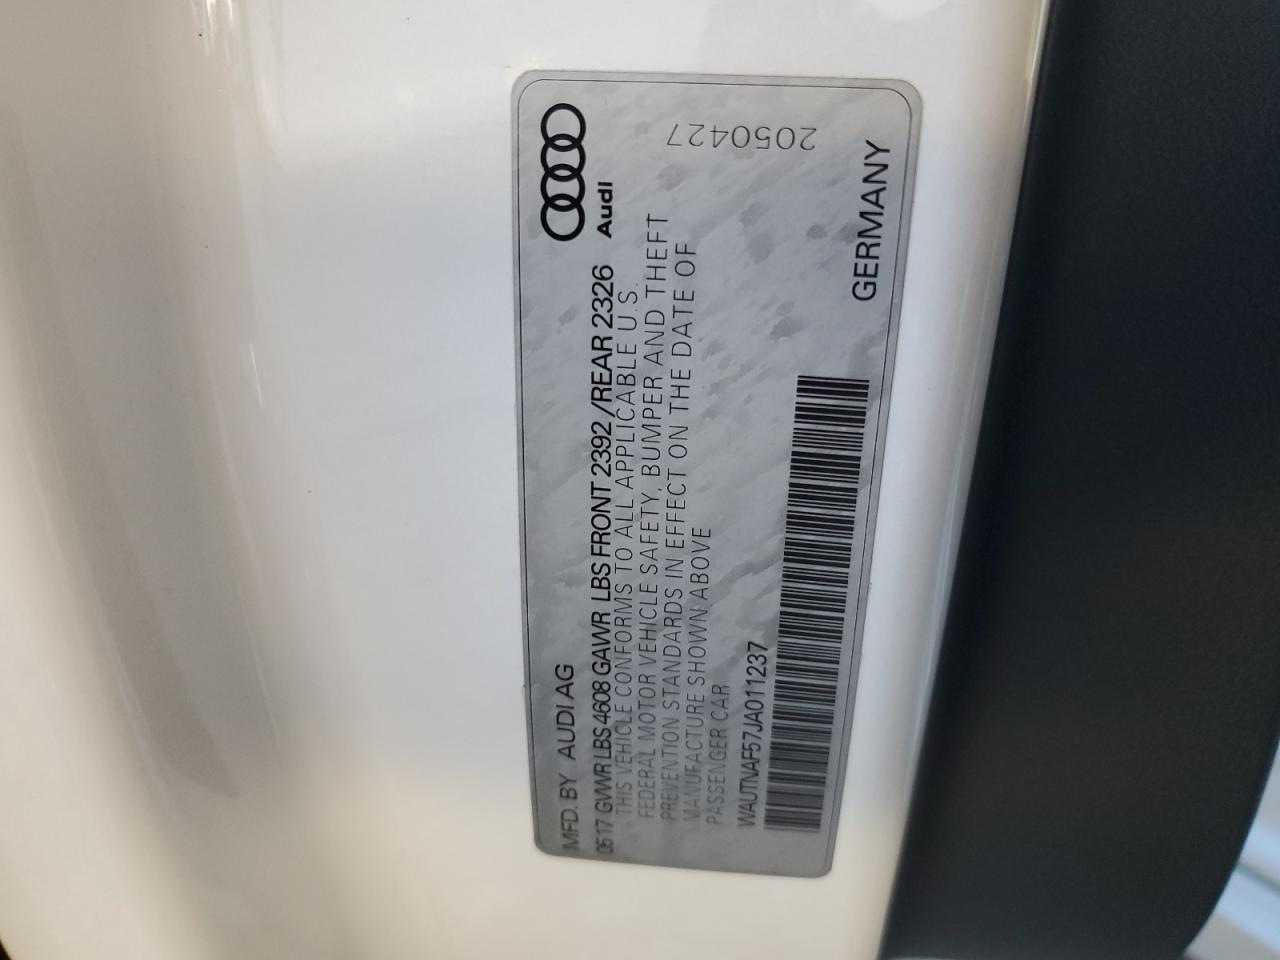 MFD. BY AUDI AG
0517 GVWR LBS 4608 GAWR LBS FRONT 2392 /REAR 2326
Audi
THIS VEHICLE CONFORMS TO ALL APPLICABLE U.S.
FEDERAL MOTOR VEHICLE SAFETY, BUMPER AND THEFT
PREVENTION STANDARDS IN EFFECT ON THE DATE OF
MANUFACTURE SHOWN ABOVE
PASSENGER CAR
WAUTNAF57JA011237
2050427
GERMANY